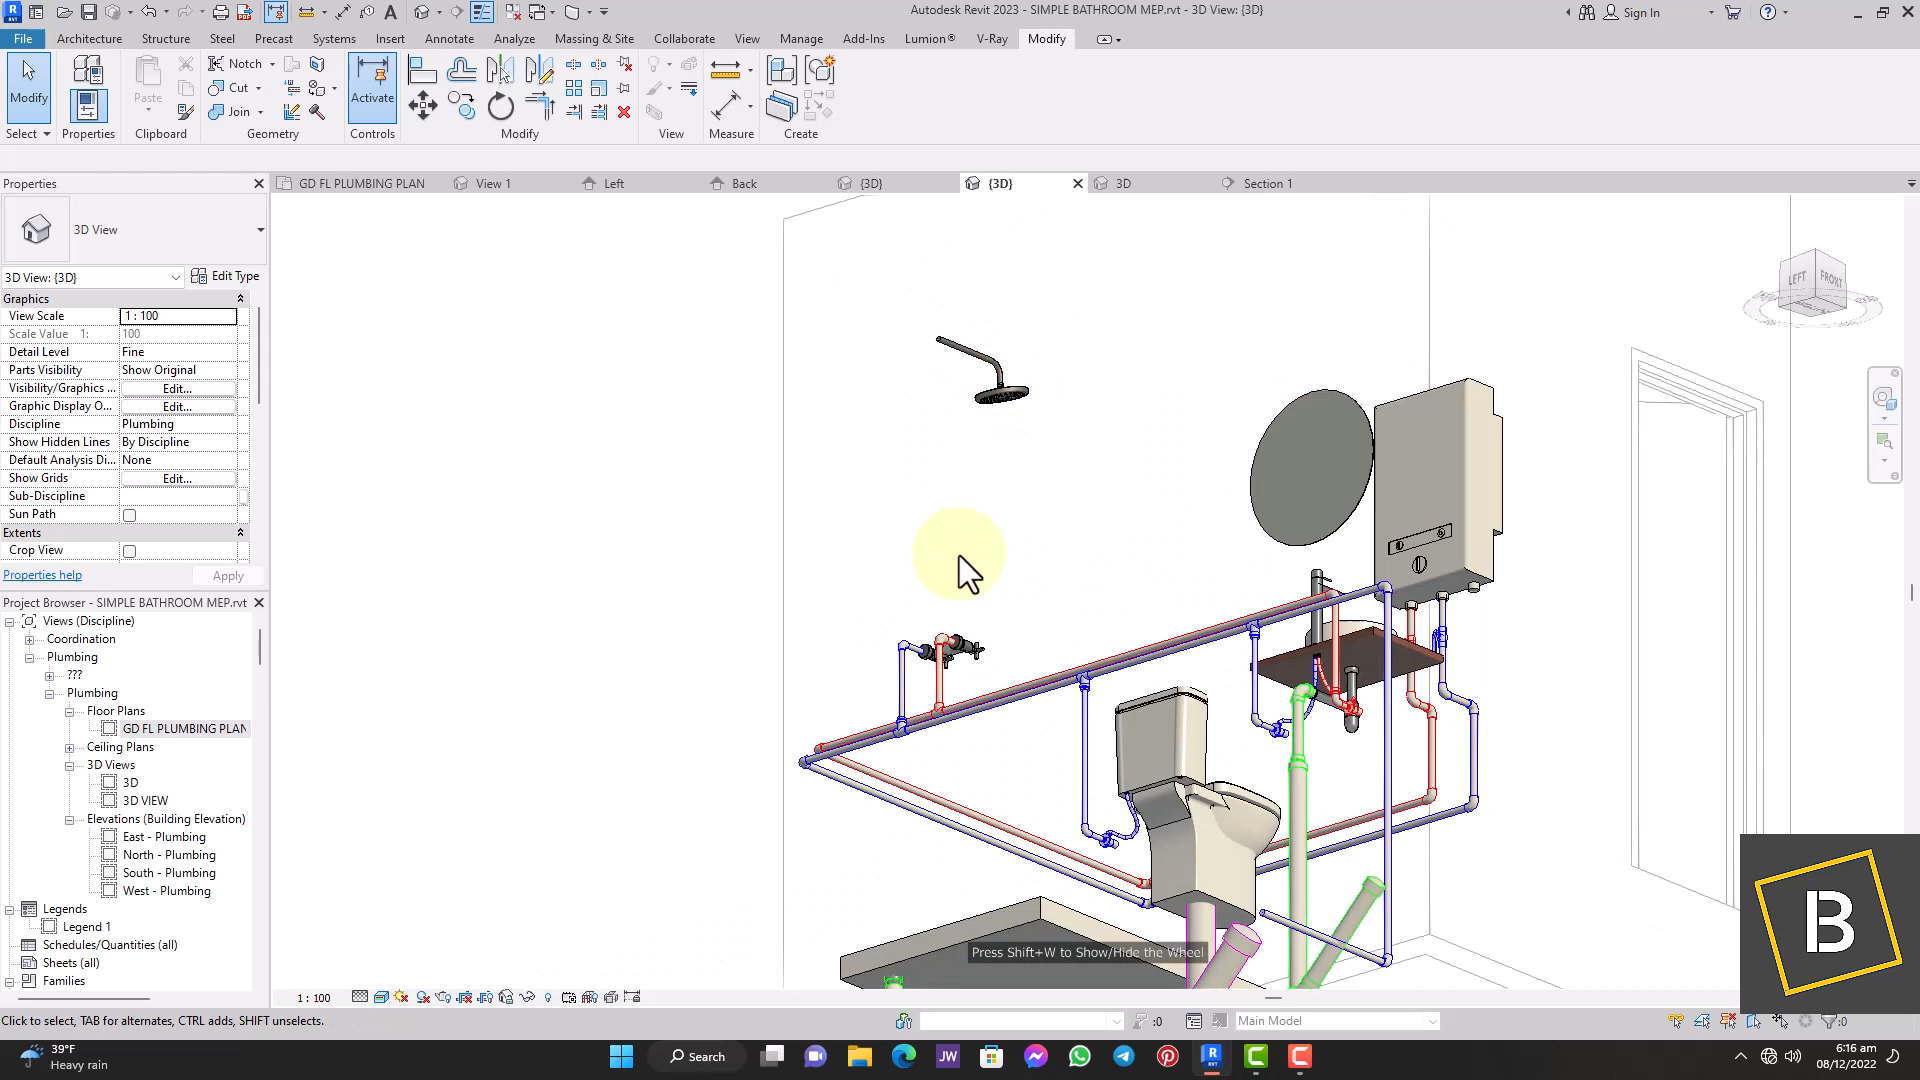 Autodesk Revit 2023 - SIMPLE BATHROOM MEP.rvt - 3D View: {3D}
Sign In
File Architecture Structure Steel Precast Systems Insert Annotate Analyze Massing & Site Collaborate View Manage Add-Ins Lumion® V-Ray Modify
Modify
Paste
Notch
Cut
Join
Activate
Select Properties Clipboard Geometry Controls Modify View Measure Create
Properties
GD FL PLUMBING PLAN View 1 Left Back {3D} {3D} 3D Section 1
3D View
3D View: {3D} Edit Type
Graphics
View Scale 1 : 100
Scale Value 1: 100
Detail Level Fine
Parts Visibility Show Original
Visibility/Graphics ... Edit...
Graphic Display O... Edit...
Discipline Plumbing
Show Hidden Lines By Discipline
Default Analysis Di... None
Show Grids Edit...
Sub-Discipline
Sun Path
Extents
Crop View
Properties help Apply
Project Browser - SIMPLE BATHROOM MEP.rvt
Views (Discipline)
Coordination
Plumbing
???
Plumbing
Floor Plans
GD FL PLUMBING PLAN
Ceiling Plans
3D Views
3D
3D VIEW
Elevations (Building Elevation)
East - Plumbing
North - Plumbing
South - Plumbing
West - Plumbing
Legends
Legend 1
Schedules/Quantities (all)
Sheets (all)
Families
LEFT FRONT
Press Shift+W to Show/Hide the Wheel
B
1 : 100
Click to select, TAB for alternates, CTRL adds, SHIFT unselects.
:0
Main Model
:0
39°F
Heavy rain
Search
JW
R
RVT
C
C
6:16 am
08/12/2022